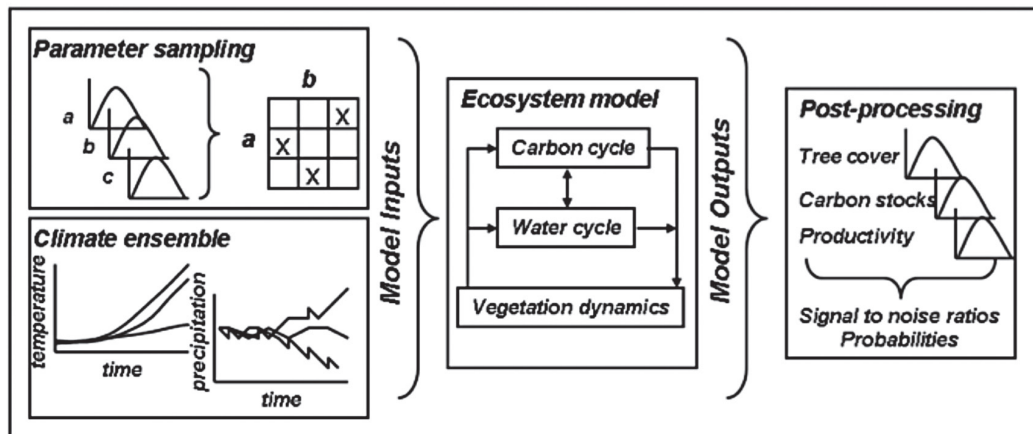 Parameter sampling
a
b
c
b
a
X
X
X
Climate ensemble
temperature
time
precipitation
time
Model Inputs
Ecosystem model
Carbon cycle
Water cycle
Vegetation dynamics
Model Outputs
Post-processing
Tree cover
Carbon stocks
Productivity
Signal to noise ratios
Probabilities